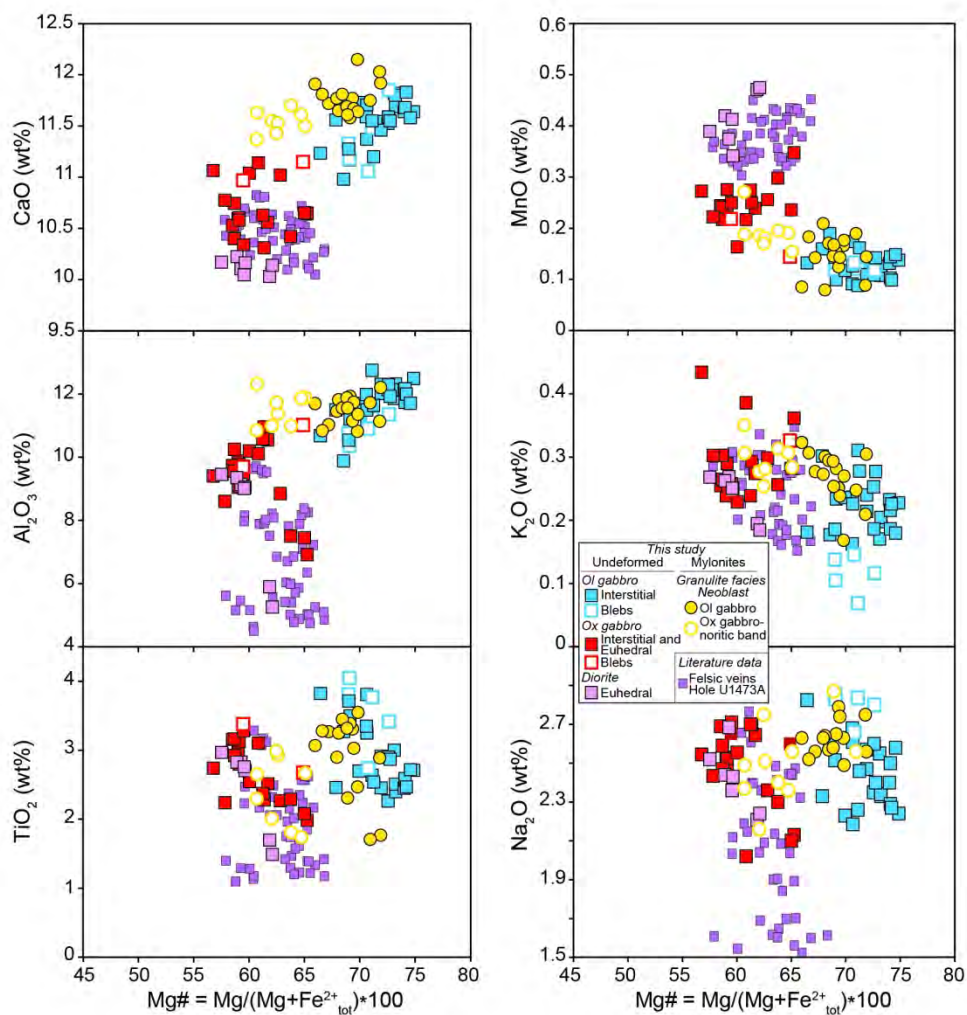 CaO (wt%)
12.5
12
11.5
11
10.5
10
9.5
MnO (wt%)
0.6
0.5
0.4
0.3
0.2
0.1
0
Al2O3 (wt%)
12
10
8
6
4
K2O (wt%)
0.4
0.3
0.2
0.1
0
This study
Undeformed Mylonites
Ol gabbro
Interstitial
Blebs
Ox gabbro
Interstitial and
Euhedral
Blebs
Diorite
Euhedral
Granulite facies
Neoblast
Ol gabbro
Ox gabbro-
noritic band
Literature data
Felsic veins
Hole U1473A
TiO2 (wt%)
4
3
2
1
0
45 50 55 60 65 70 75 80
Mg# = Mg/(Mg+Fe2+tot)*100
Na2O (wt%)
2.7
2.3
1.9
1.5
45 50 55 60 65 70 75 80
Mg# = Mg/(Mg+Fe2+tot)*100